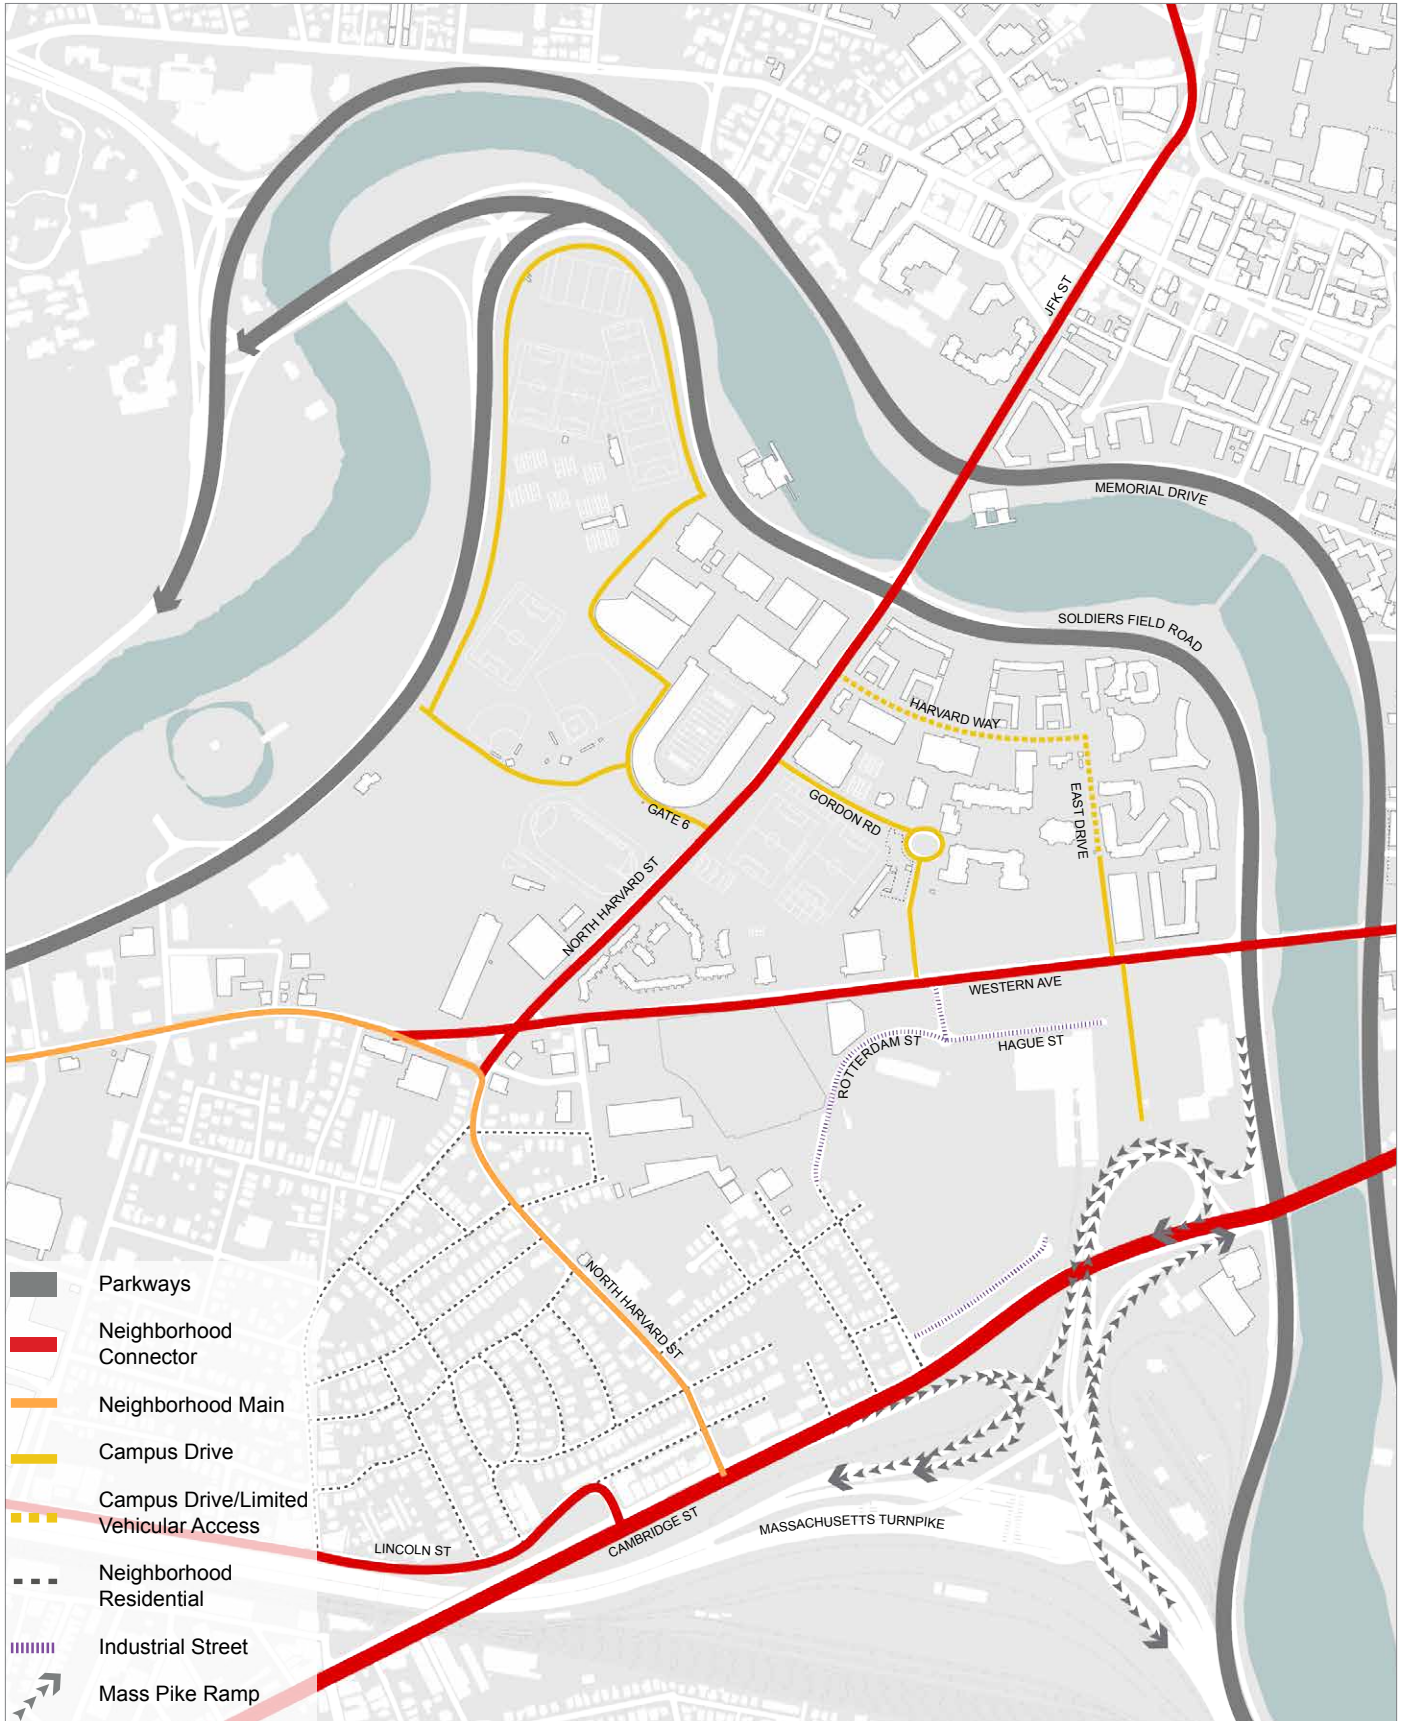 JFK ST
MEMORIAL DRIVE
SOLDIERS FIELD ROAD
HARVARD WAY
EAST DRIVE
GORDON RD
GATE 6
NORTH HARVARD ST
WESTERN AVE
ROTTERDAM ST
HAGUE ST
NORTH HARVARD ST
MASSACHUSETTS TURNPIKE
CAMBRIDGE ST
LINCOLN ST
Parkways
Neighborhood
Connector
Neighborhood Main
Campus Drive
Campus Drive/Limited
Vehicular Access
Neighborhood
Residential
Industrial Street
Mass Pike Ramp